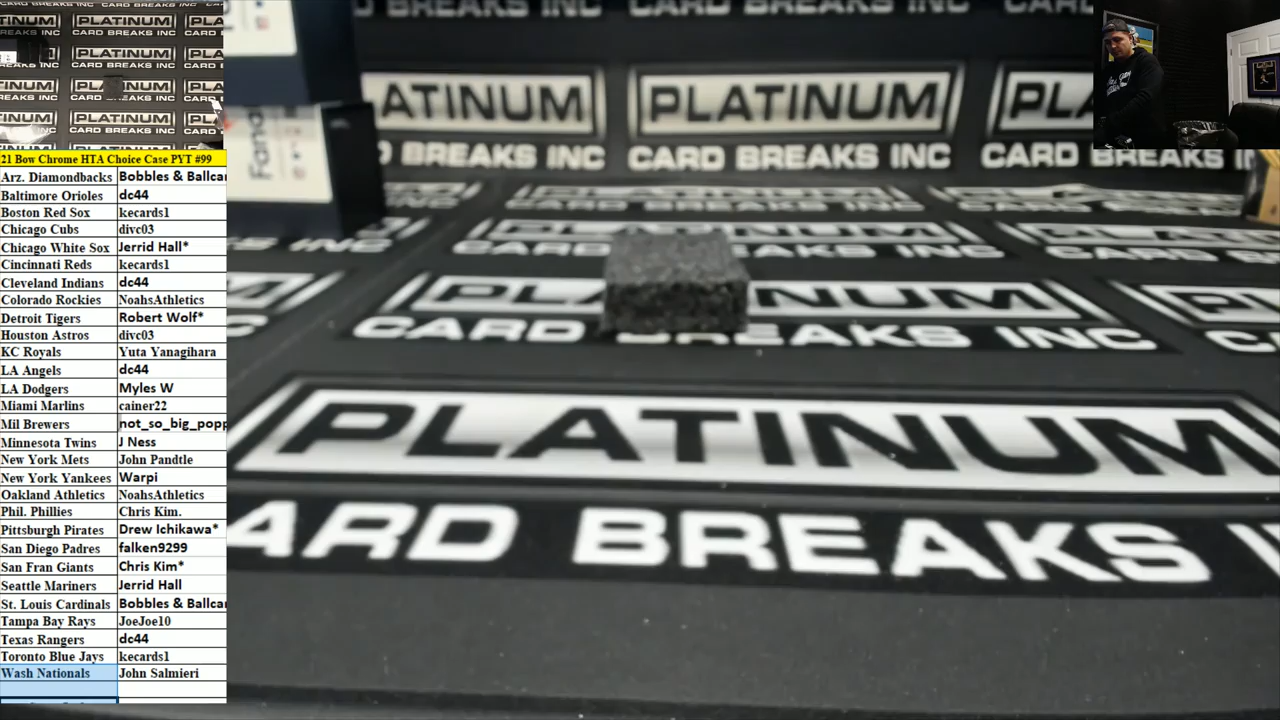 21 Bow Chrome HTA Choice Case PYT #99
Arz. Diamondbacks Bobbles & Ballcar
Baltimore Orioles dc44
Boston Red Sox kecards1
Chicago Cubs divc03
Chicago White Sox Jerrid Hall*
Cincinnati Reds kecards1
Cleveland Indians dc44
Colorado Rockies NoahsAthletics
Detroit Tigers Robert Wolf*
Houston Astros divc03
KC Royals Yuta Yanagihara
LA Angels dc44
LA Dodgers Myles W
Miami Marlins cainer22
Mil Brewers not_so_big_popp
Minnesota Twins J Ness
New York Mets John Pandtle
New York Yankees Warpi
Oakland Athletics NoahsAthletics
Phil. Phillies Chris Kim.
Pittsburgh Pirates Drew Ichikawa*
San Diego Padres falken9299
San Fran Giants Chris Kim*
Seattle Mariners Jerrid Hall
St. Louis Cardinals Bobbles & Ballcar
Tampa Bay Rays JoeJoe10
Texas Rangers dc44
Toronto Blue Jays kecards1
Wash Nationals John Salmieri
CARD BREAKS INC
ATINUM PLATINUM PLA
CARD BREAKS INC CARD BREAKS INC CARD BREAKS INC
PLATINUM
CARD BREAKS INC
PLATINUM
ARD BREAKS I
Fana